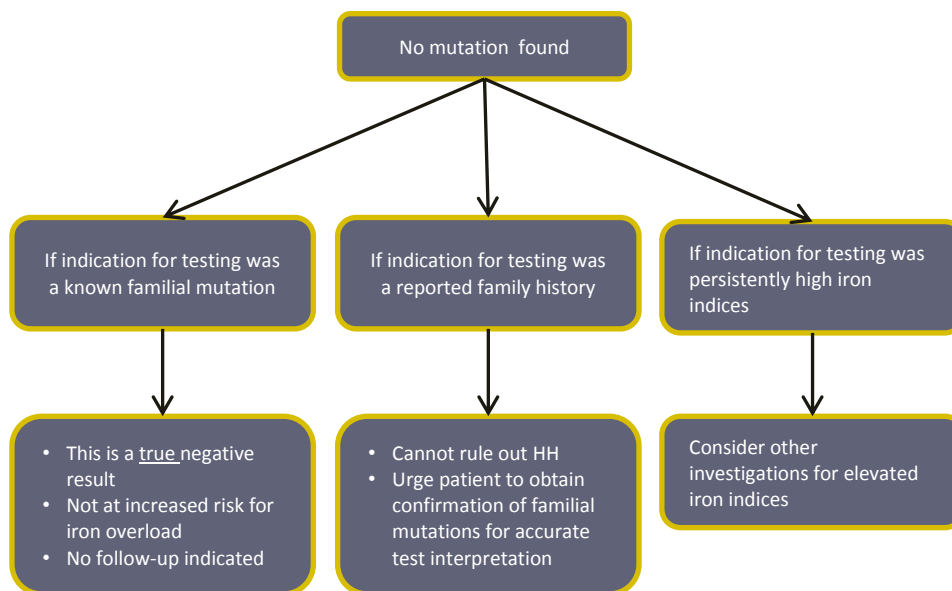 No mutation found
If indication for testing was
a known familial mutation
If indication for testing was
a reported family history
If indication for testing was
persistently high iron
indices
• This is a true negative
result
• Not at increased risk for
iron overload
• No follow-up indicated
• Cannot rule out HH
• Urge patient to obtain
confirmation of familial
mutations for accurate
test interpretation
Consider other
investigations for elevated
iron indices